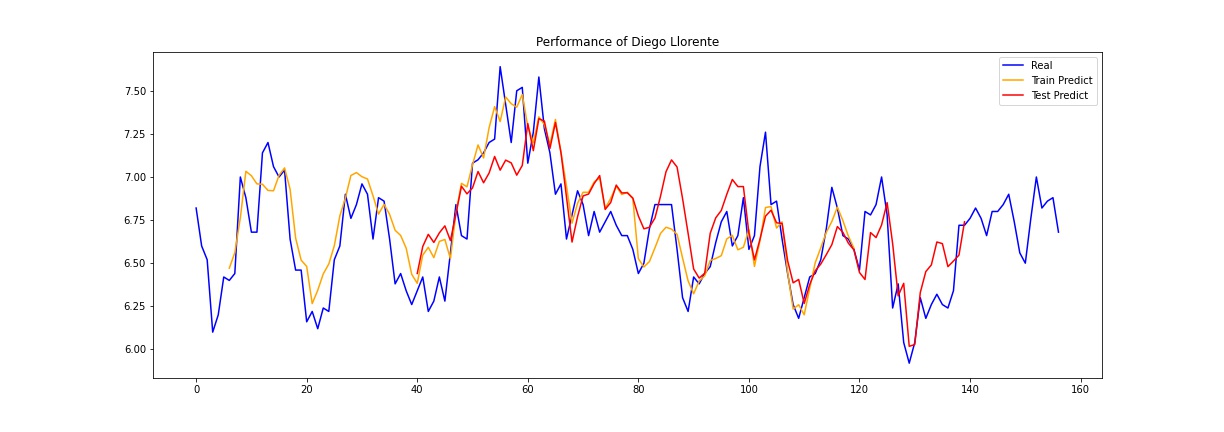 Performance of Diego Llorente
Real
Train Predict
Test Predict
7.50
7.25
7.00
6.75
6.50
6.25
6.00
0 20 40 60 80 100 120 140 160